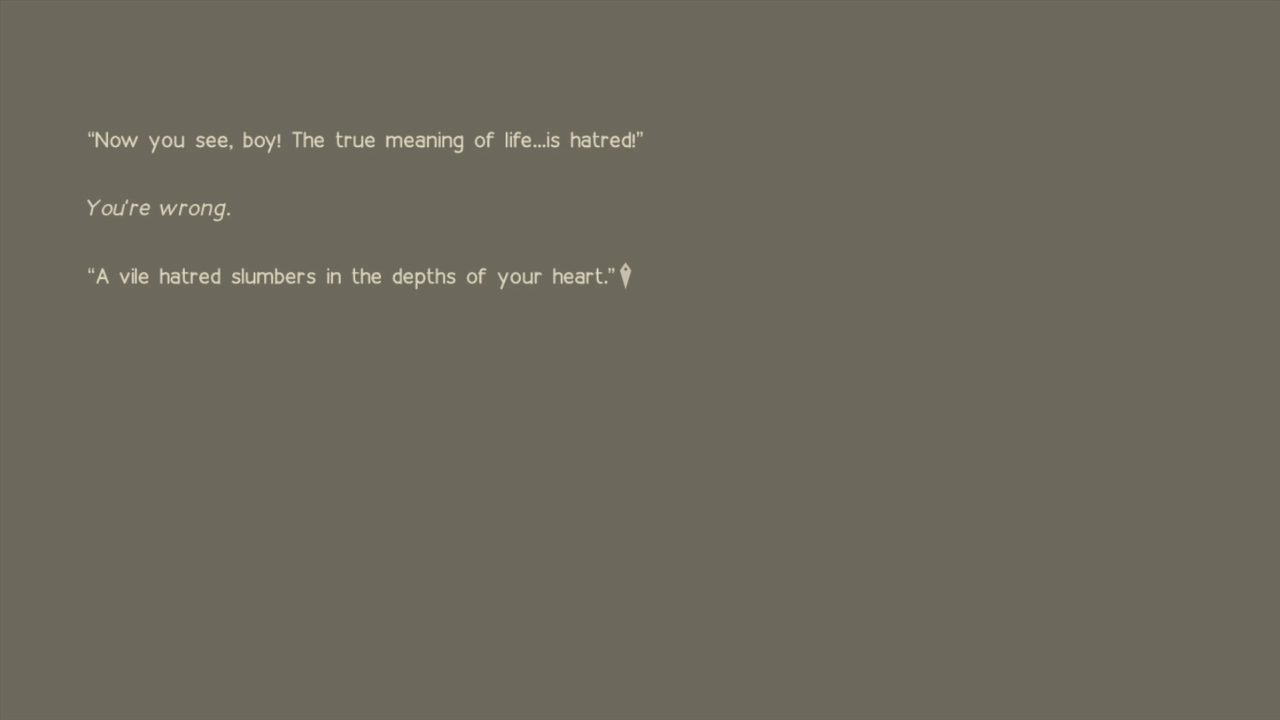 “Now you see, boy! The true meaning of life...is hatred!”
You're wrong.
“A vile hatred slumbers in the depths of your heart.”